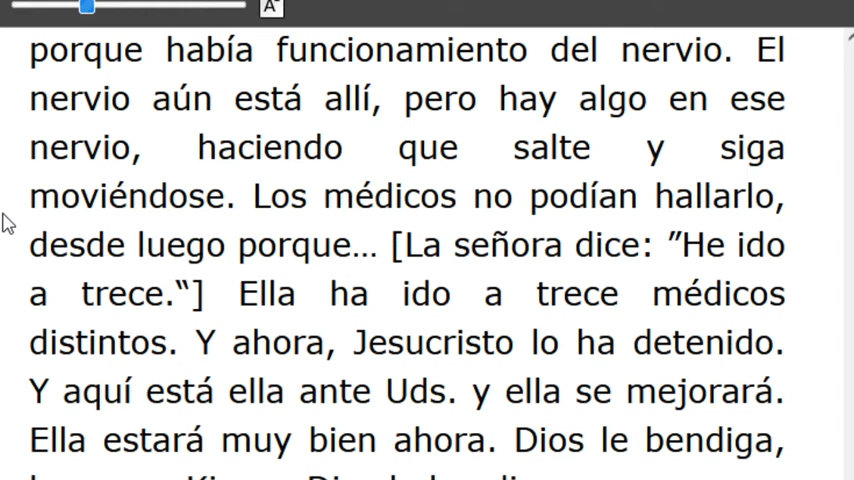 A
porque había funcionamiento del nervio. El
nervio aún está allí, pero hay algo en ese
nervio, haciendo que salte y siga
moviéndose. Los médicos no podían hallarlo,
desde luego porque... [La señora dice: ”He ido
a trece.“] Ella ha ido a trece médicos
distintos. Y ahora, Jesucristo lo ha detenido.
Y aquí está ella ante Uds. y ella se mejorará.
Ella estará muy bien ahora. Dios le bendiga,